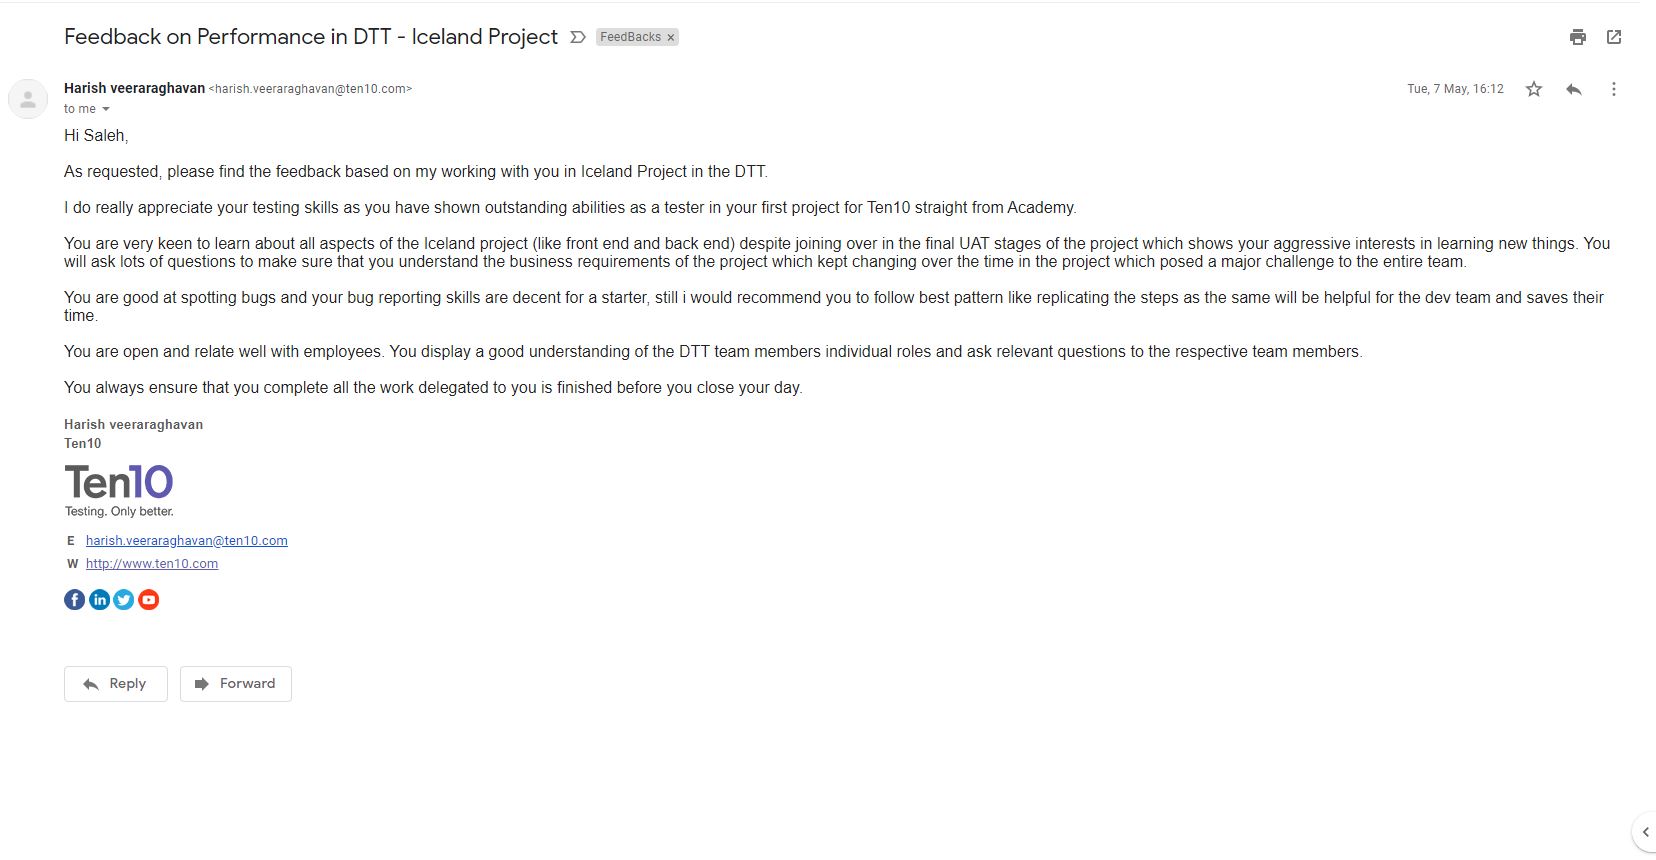 Feedback on Performance in DTT - Iceland Project FeedBacks x
Harish veeraraghavan <harish.veeraraghavan@ten10.com> Tue, 7 May, 16:12
to me
Hi Saleh,
As requested, please find the feedback based on my working with you in Iceland Project in the DTT.
I do really appreciate your testing skills as you have shown outstanding abilities as a tester in your first project for Ten10 straight from Academy.
You are very keen to learn about all aspects of the Iceland project (like front end and back end) despite joining over in the final UAT stages of the project which shows your aggressive interests in learning new things. You
will ask lots of questions to make sure that you understand the business requirements of the project which kept changing over the time in the project which posed a major challenge to the entire team.
You are good at spotting bugs and your bug reporting skills are decent for a starter, still i would recommend you to follow best pattern like replicating the steps as the same will be helpful for the dev team and saves their
time.
You are open and relate well with employees. You display a good understanding of the DTT team members individual roles and ask relevant questions to the respective team members.
You always ensure that you complete all the work delegated to you is finished before you close your day.
Harish veeraraghavan
Ten10
Ten10
Testing. Only better.
E harish.veeraraghavan@ten10.com
W http://www.ten10.com
f in
Reply Forward